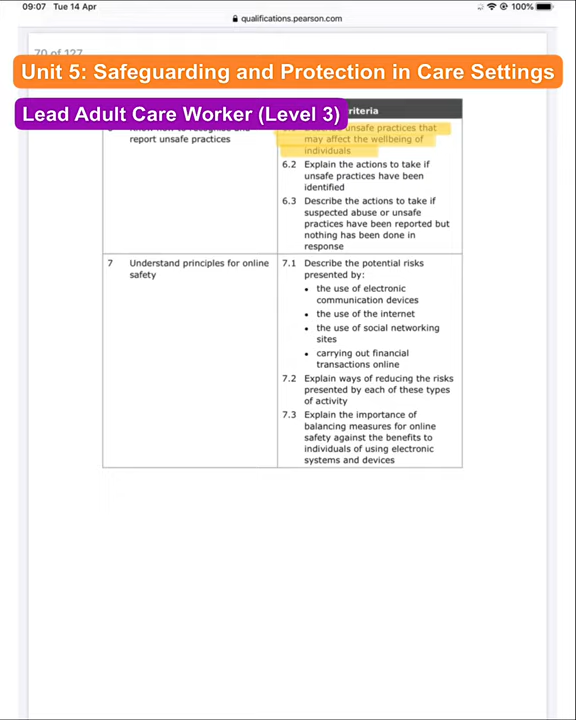 09:07 Tue 14 Apr
100%
qualifications.pearson.com
70 of 127
Unit 5: Safeguarding and Protection in Care Settings
Lead Adult Care Worker (Level 3)
report unsafe practices
unsafe practices that
may affect the wellbeing of
individuals
6.2 Explain the actions to take if
unsafe practices have been
identified
6.3 Describe the actions to take if
suspected abuse or unsafe
practices have been reported but
nothing has been done in
response
7 Understand principles for online
safety
7.1 Describe the potential risks
presented by:
• the use of electronic
communication devices
• the use of the internet
• the use of social networking
sites
• carrying out financial
transactions online
7.2 Explain ways of reducing the risks
presented by each of these types
of activity
7.3 Explain the importance of
balancing measures for online
safety against the benefits to
individuals of using electronic
systems and devices